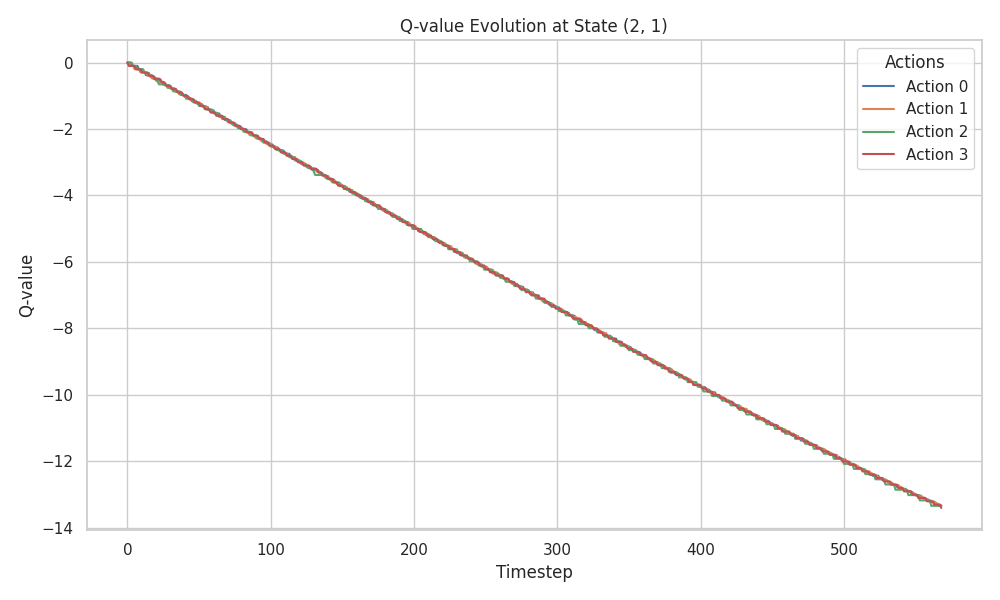 Q-value Evolution at State (2, 1)
Actions
Action 0
Action 1
Action 2
Action 3
Q-value
0
−2
−4
−6
−8
−10
−12
−14
0 100 200 300 400 500
Timestep